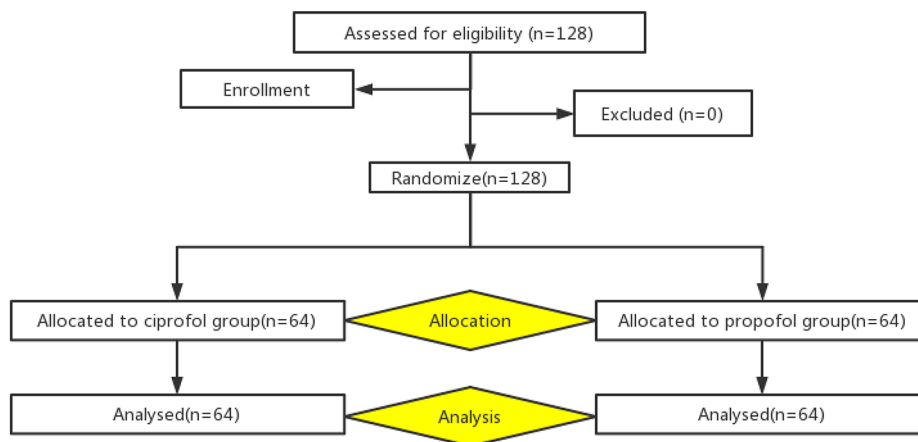 Assessed for eligibility (n=128)
Enrollment
Excluded (n=0)
Randomize(n=128)
Allocated to ciprofol group(n=64)
Allocation
Allocated to propofol group(n=64)
Analysed(n=64)
Analysis
Analysed(n=64)